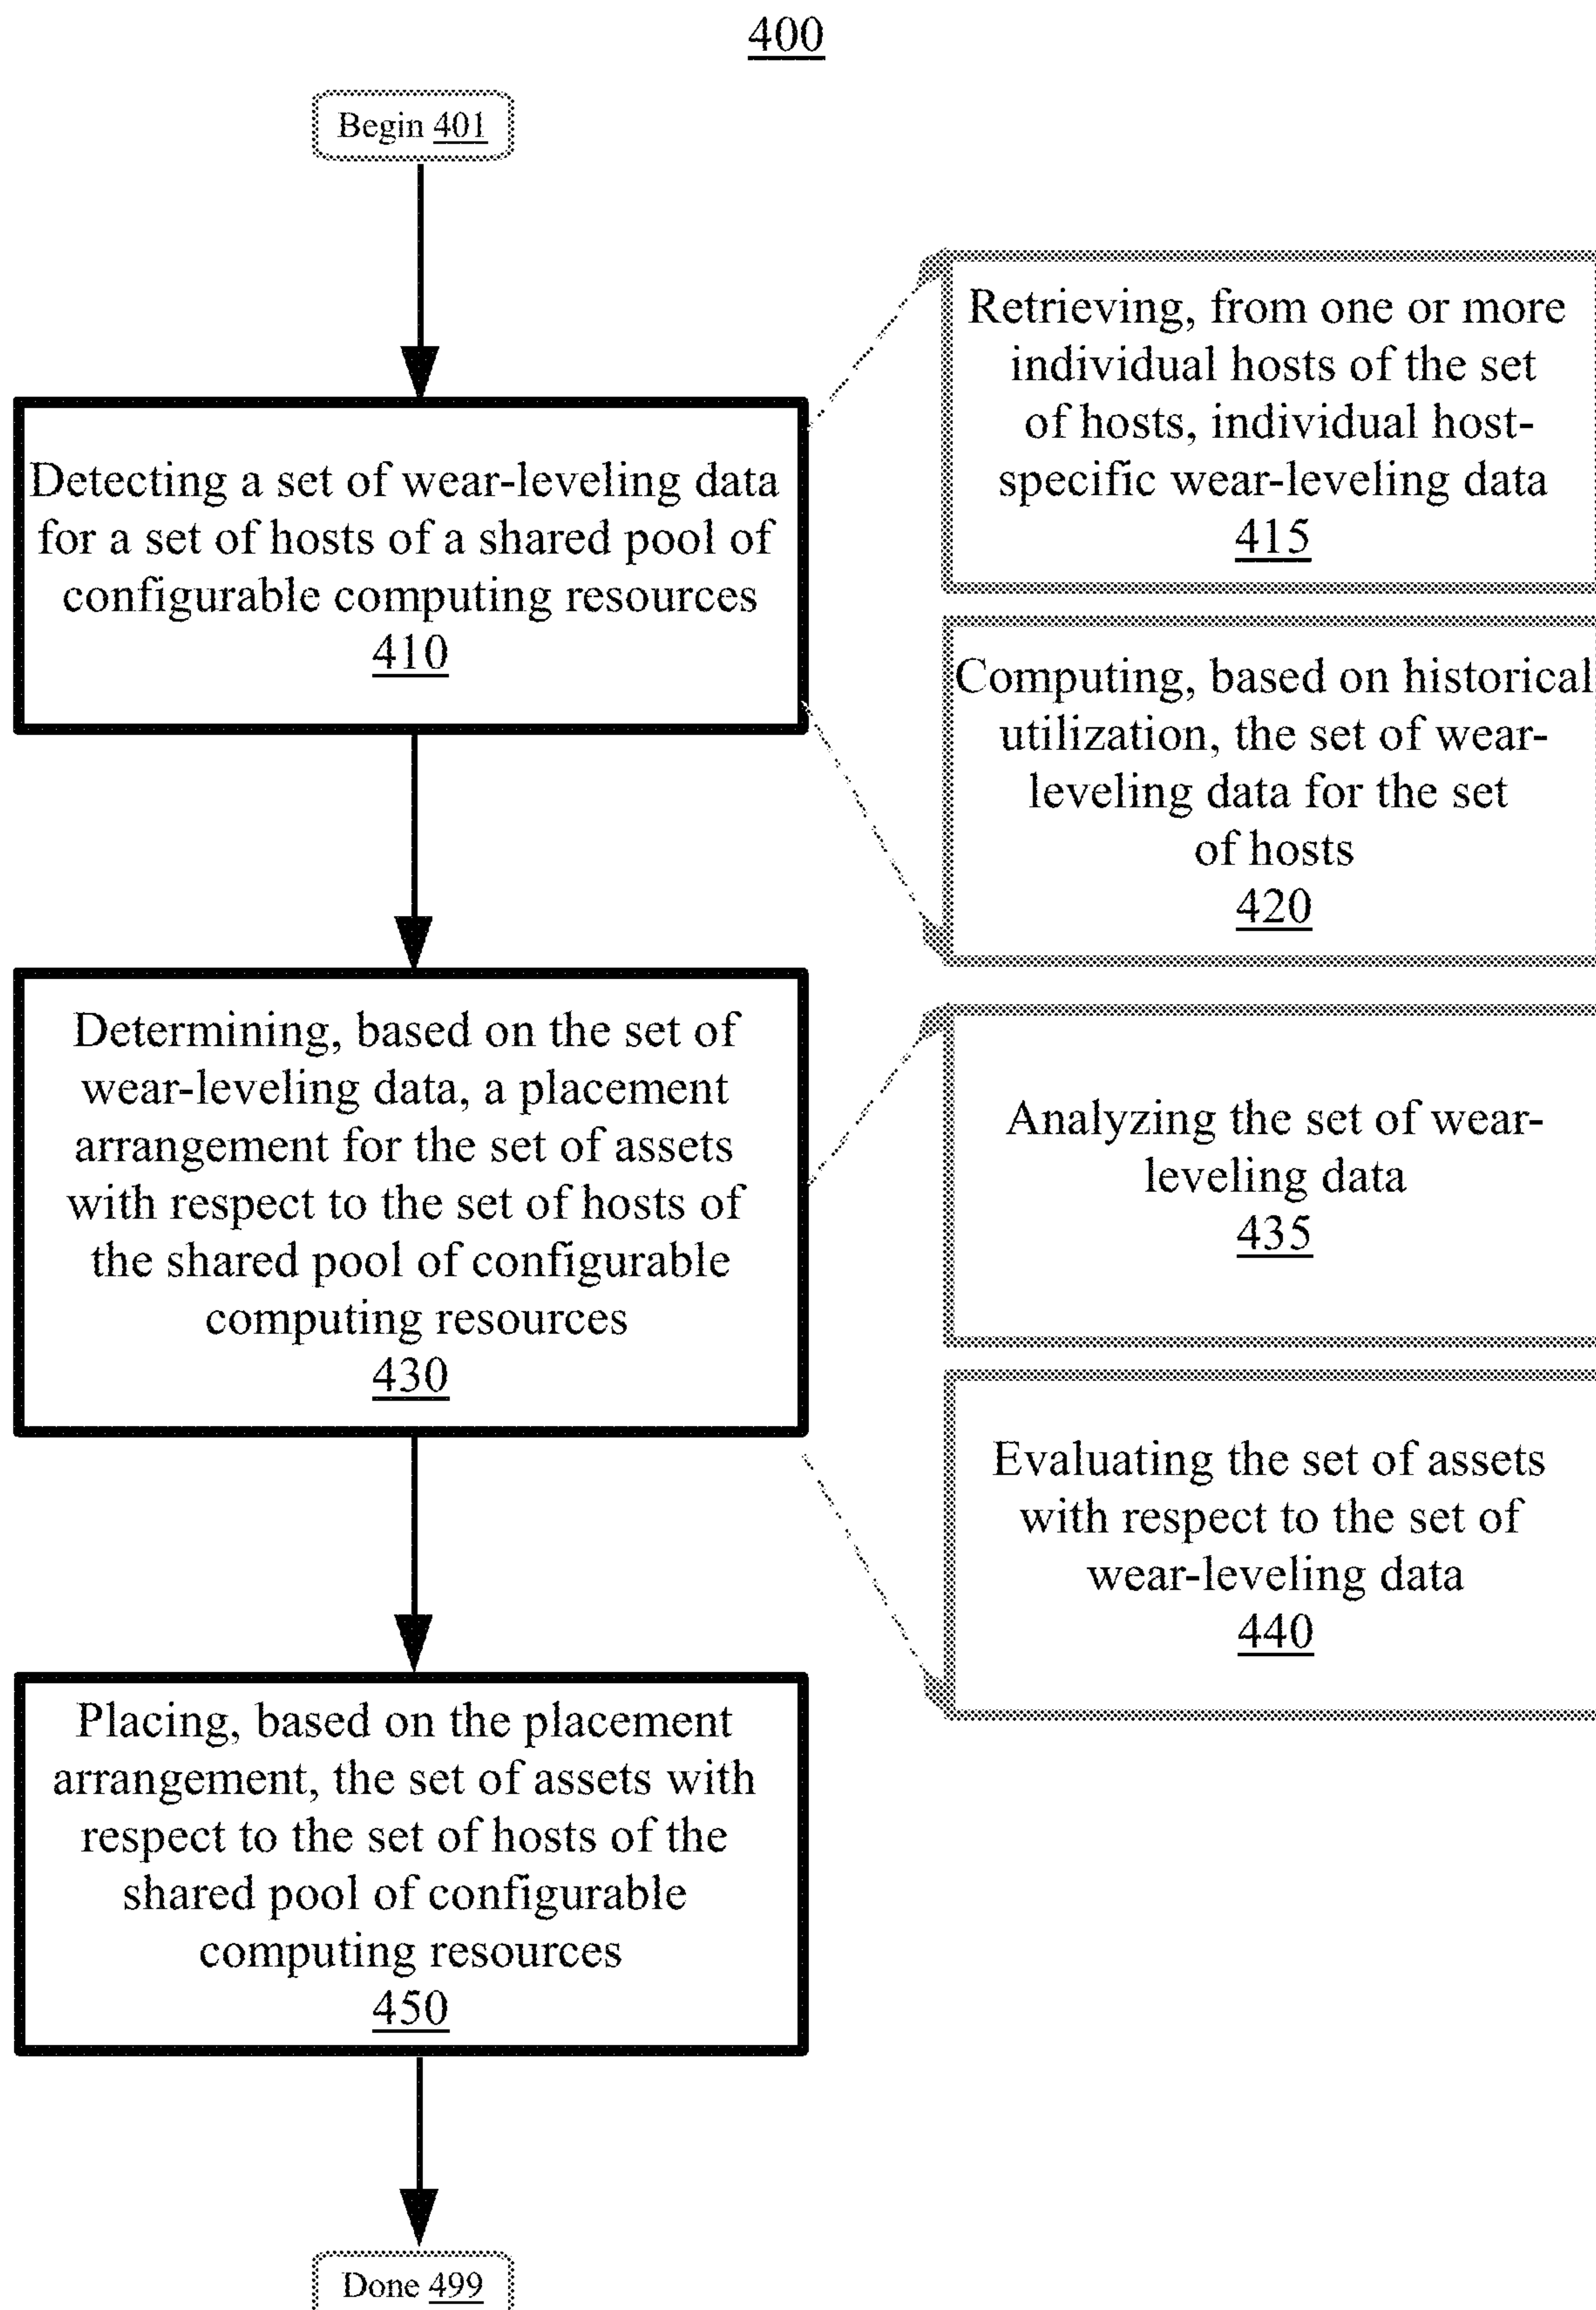 400
Begin 401
Detecting a set of wear-leveling data
for a set of hosts of a shared pool of
configurable computing resources
410
Retrieving, from one or more
individual hosts of the set
of hosts, individual host-
specific wear-leveling data
415
Computing, based on historical
utilization, the set of wear-
leveling data for the set
of hosts
420
Determining, based on the set of
wear-leveling data, a placement
arrangement for the set of assets
with respect to the set of hosts of
the shared pool of configurable
computing resources
430
Analyzing the set of wear-
leveling data
435
Evaluating the set of assets
with respect to the set of
wear-leveling data
440
Placing, based on the placement
arrangement, the set of assets with
respect to the set of hosts of the
shared pool of configurable
computing resources
450
Done 499